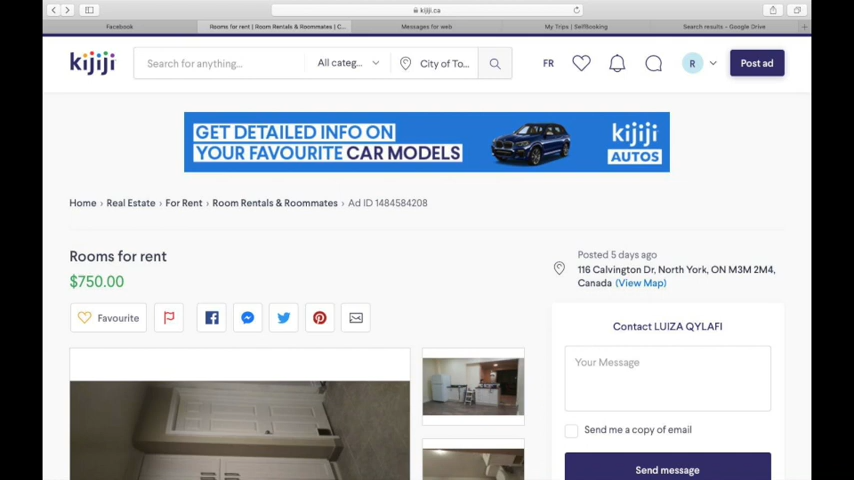 kijiji.ca
Facebook
Rooms for rent | Room Rentals & Roommates | C...
Messages for web
My Trips | SelfBooking
Search results - Google Drive
kijiji
Search for anything...
All categ...
City of To...
FR
R
Post ad
GET DETAILED INFO ON
YOUR FAVOURITE CAR MODELS
kijiji
AUTOS
Home › Real Estate › For Rent › Room Rentals & Roommates › Ad ID 1484584208
Rooms for rent
$750.00
Favourite
Posted 5 days ago
116 Calvington Dr, North York, ON M3M 2M4,
Canada (View Map)
Contact LUIZA QYLAFI
Your Message
Send me a copy of email
Send message